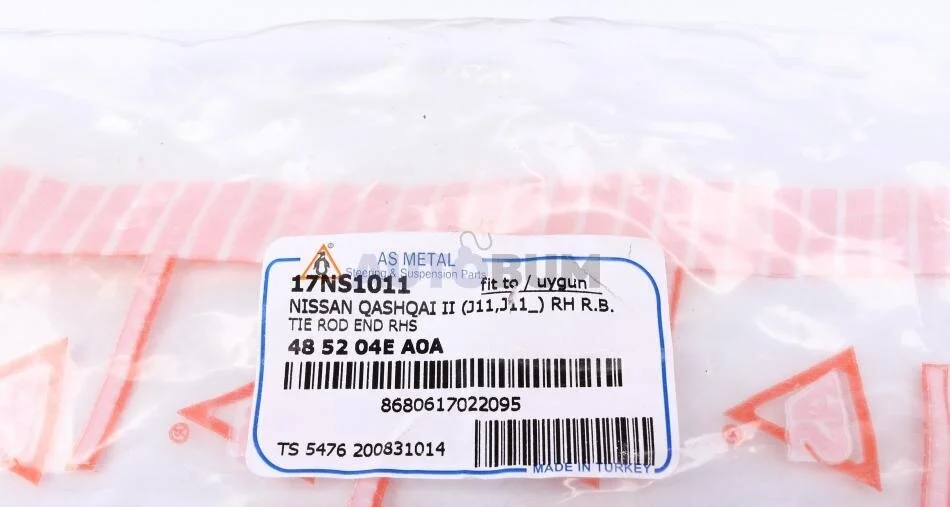 AS METAL
Steering & Suspension Parts
AUTOBUM
17NS1011 fit to / uygun
NISSAN QASHQAI II (J11,J11_) RH R.B.
TIE ROD END RHS
48 52 04E A0A
8680617022095
TS 5476 200831014
MADE IN TURKEY